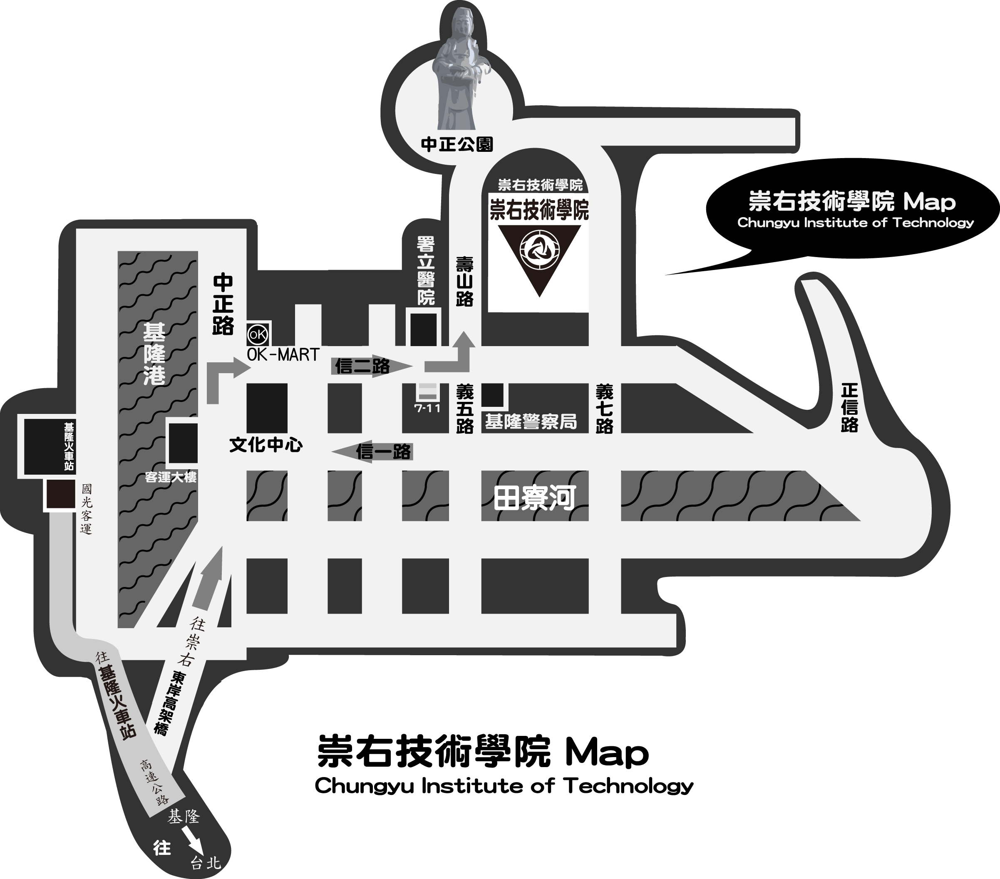 中正公園
崇右技術學院
崇右技術學院
崇右技術學院 Map
Chungyu Institute of Technology
署立醫院
壽山路
中正路
基隆港
OK
OK-MART
信二路
7-11
義五路
基隆警察局
義七路
正信路
基隆火車站
文化中心
信一路
客運大樓
國光客運
田寮河
往崇右
東岸高架橋
往
基隆火車站
高速公路
基隆
往
台北
崇右技術學院 Map
Chungyu Institute of Technology